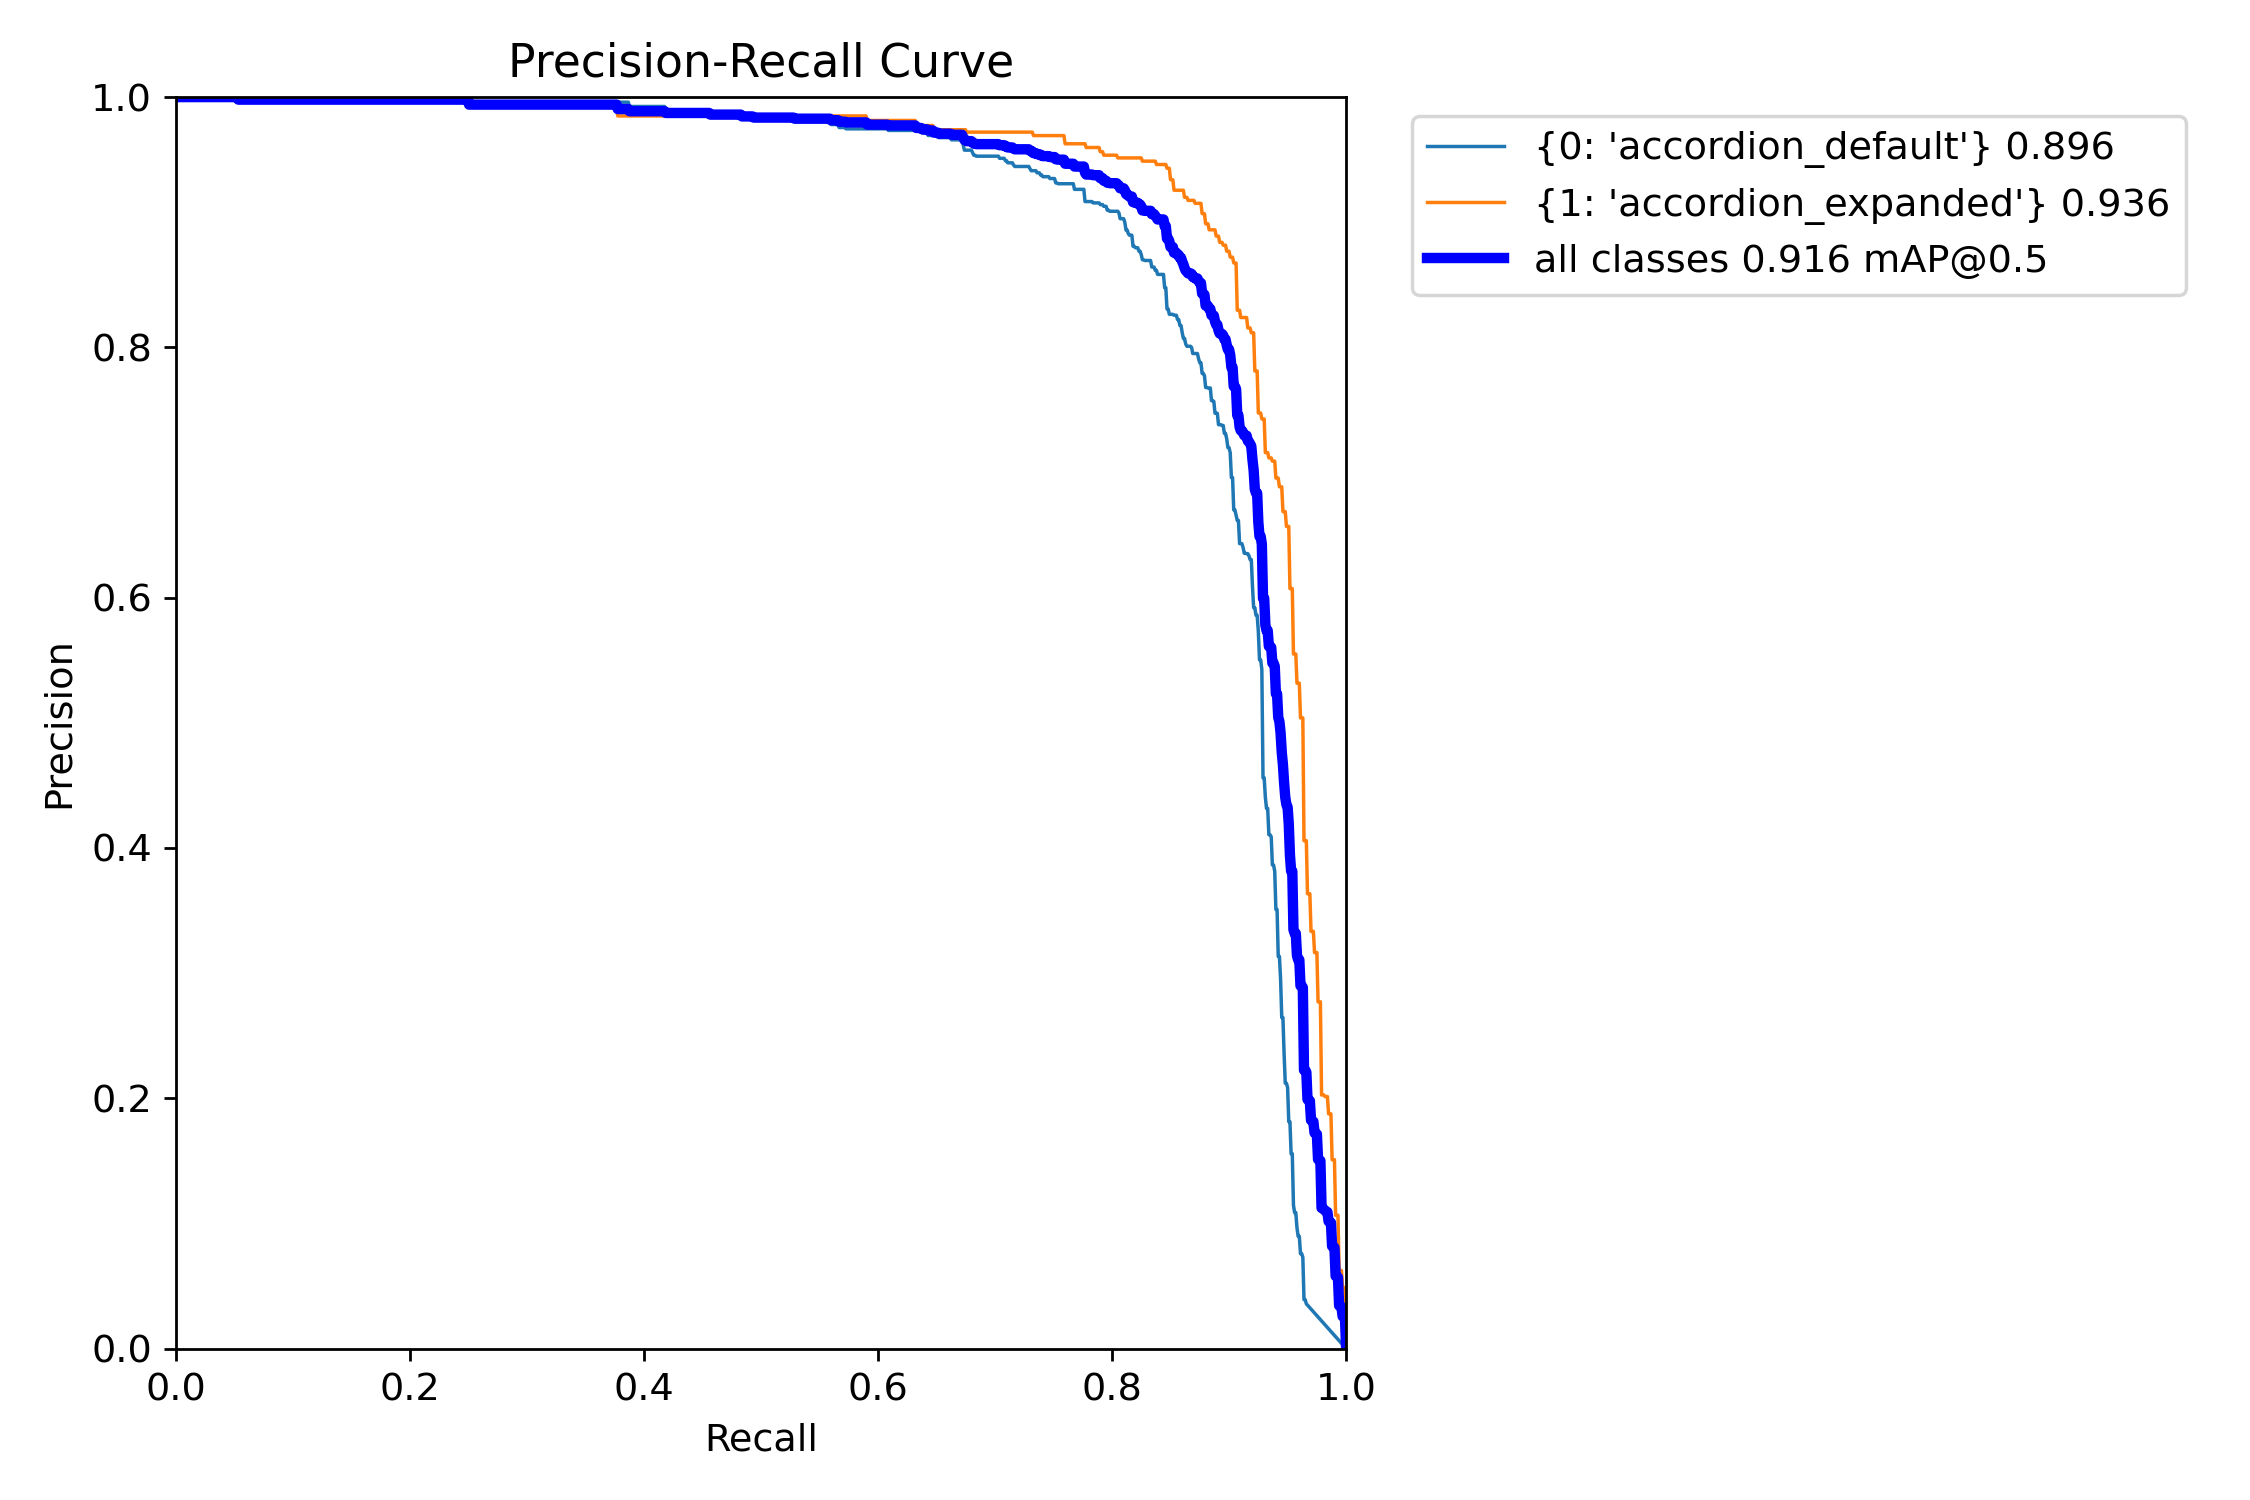 Precision-Recall Curve
1.0
0.8
0.6
0.4
0.2
0.0
Precision
0.0 0.2 0.4 0.6 0.8 1.0
Recall
{0: 'accordion_default'} 0.896
{1: 'accordion_expanded'} 0.936
all classes 0.916 mAP@0.5